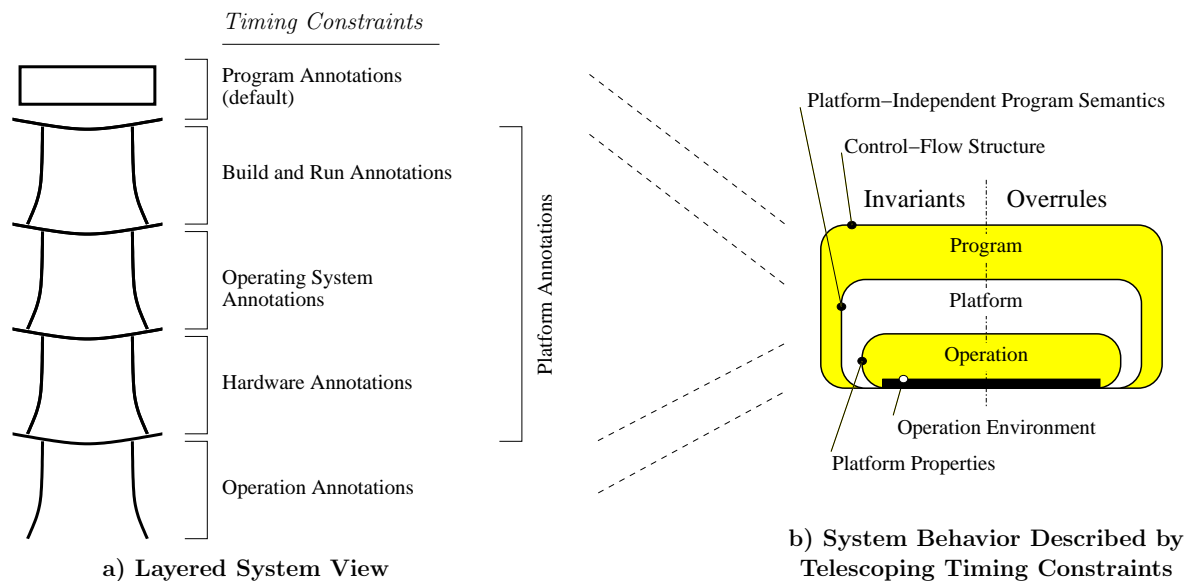 Timing Constraints
Program Annotations
(default)
Build and Run Annotations
Operating System
Annotations
Hardware Annotations
Operation Annotations
Platform Annotations
a) Layered System View
Platform−Independent Program Semantics
Control−Flow Structure
Invariants
Overrules
Program
Platform
Operation
Operation Environment
Platform Properties
b) System Behavior Described by
Telescoping Timing Constraints